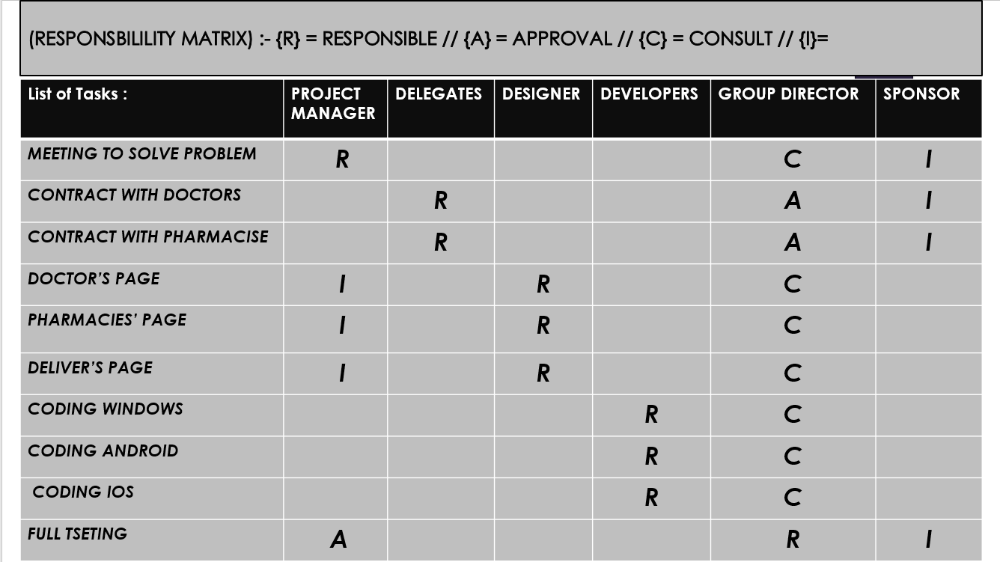 (RESPONSBILILITY MATRIX) :- {R} = RESPONSIBLE // {A} = APPROVAL // {C} = CONSULT // {I}=
List of Tasks : PROJECT MANAGER DELEGATES DESIGNER DEVELOPERS GROUP DIRECTOR SPONSOR
MEETING TO SOLVE PROBLEM R C I
CONTRACT WITH DOCTORS R A I
CONTRACT WITH PHARMACISE R A I
DOCTOR'S PAGE I R C
PHARMACIES' PAGE I R C
DELIVER'S PAGE I R C
CODING WINDOWS R C
CODING ANDROID R C
CODING IOS R C
FULL TSETING A R I